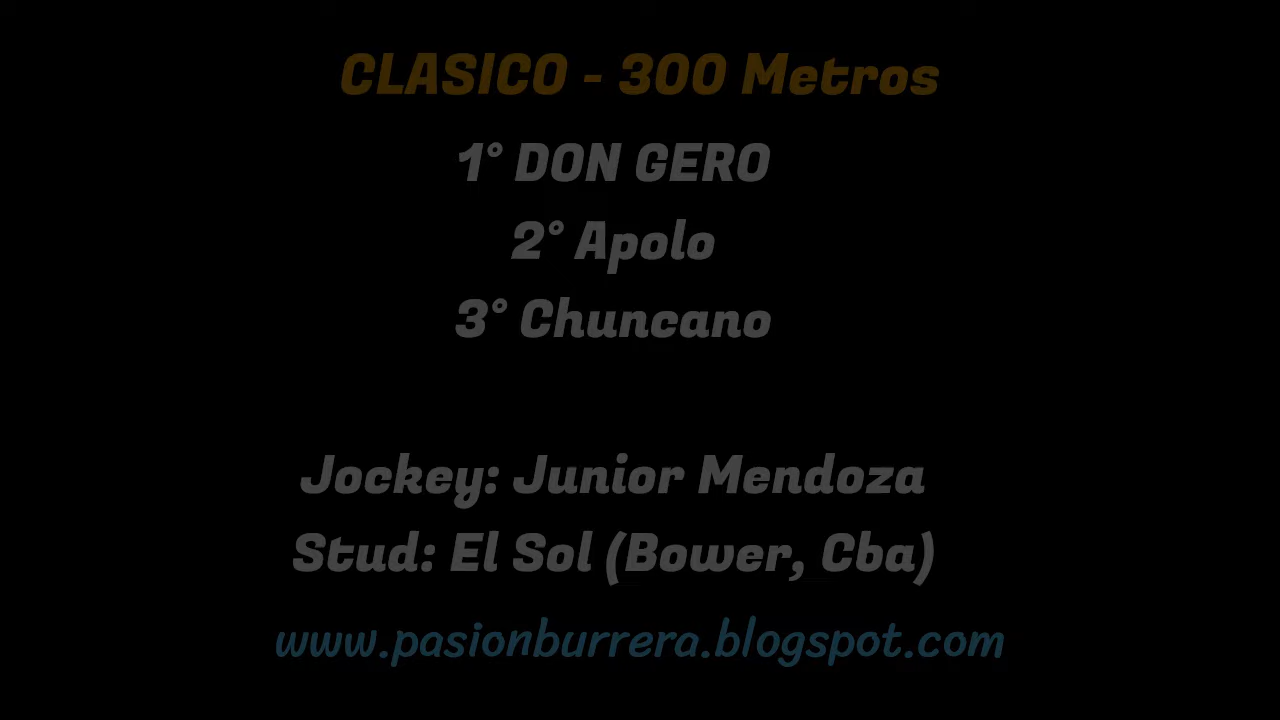 CLASICO - 300 Metros
1° DON GERO
2° Apolo
3° Chuncano
Jockey: Junior Mendoza
Stud: El Sol (Bower, Cba)
www.pasionburrera.blogspot.com